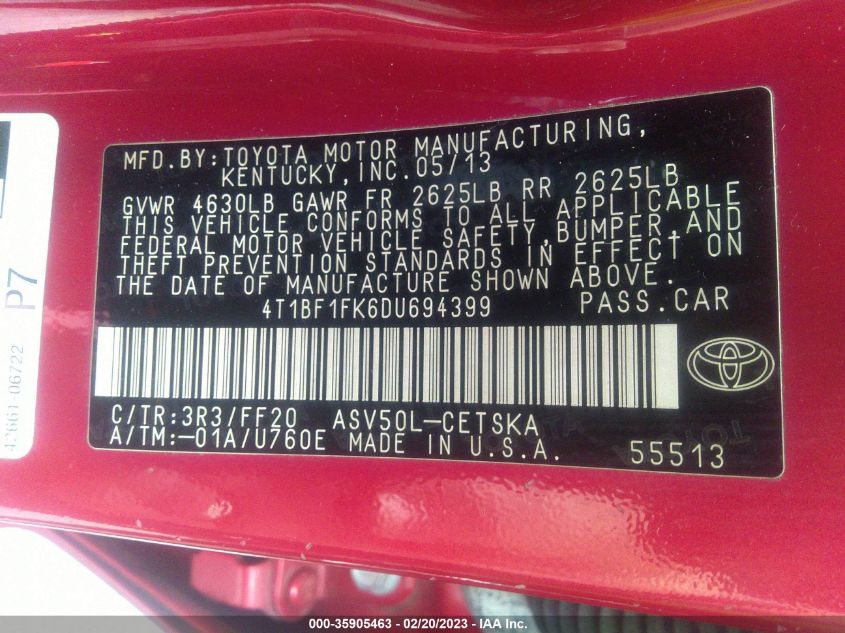 MFD.BY:TOYOTA MOTOR MANUFACTURING,
KENTUCKY,INC.05/13
GVWR 4630LB GAWR FR 2625LB RR 2625LB
THIS VEHICLE CONFORMS TO ALL APPLICABLE
FEDERAL MOTOR VEHICLE SAFETY,BUMPER,AND
THEFT PREVENTION STANDARDS IN EFFECT ON
THE DATE OF MANUFACTURE SHOWN ABOVE.
4T1BF1FK6DU694399 PASS.CAR
C/TR:3R3/FF20 ASV50L-CETSKA
A/TM:-01A/U760E MADE IN U.S.A.
55513
P7
42661-06722
000-35905463 - 02/20/2023 - IAA Inc.